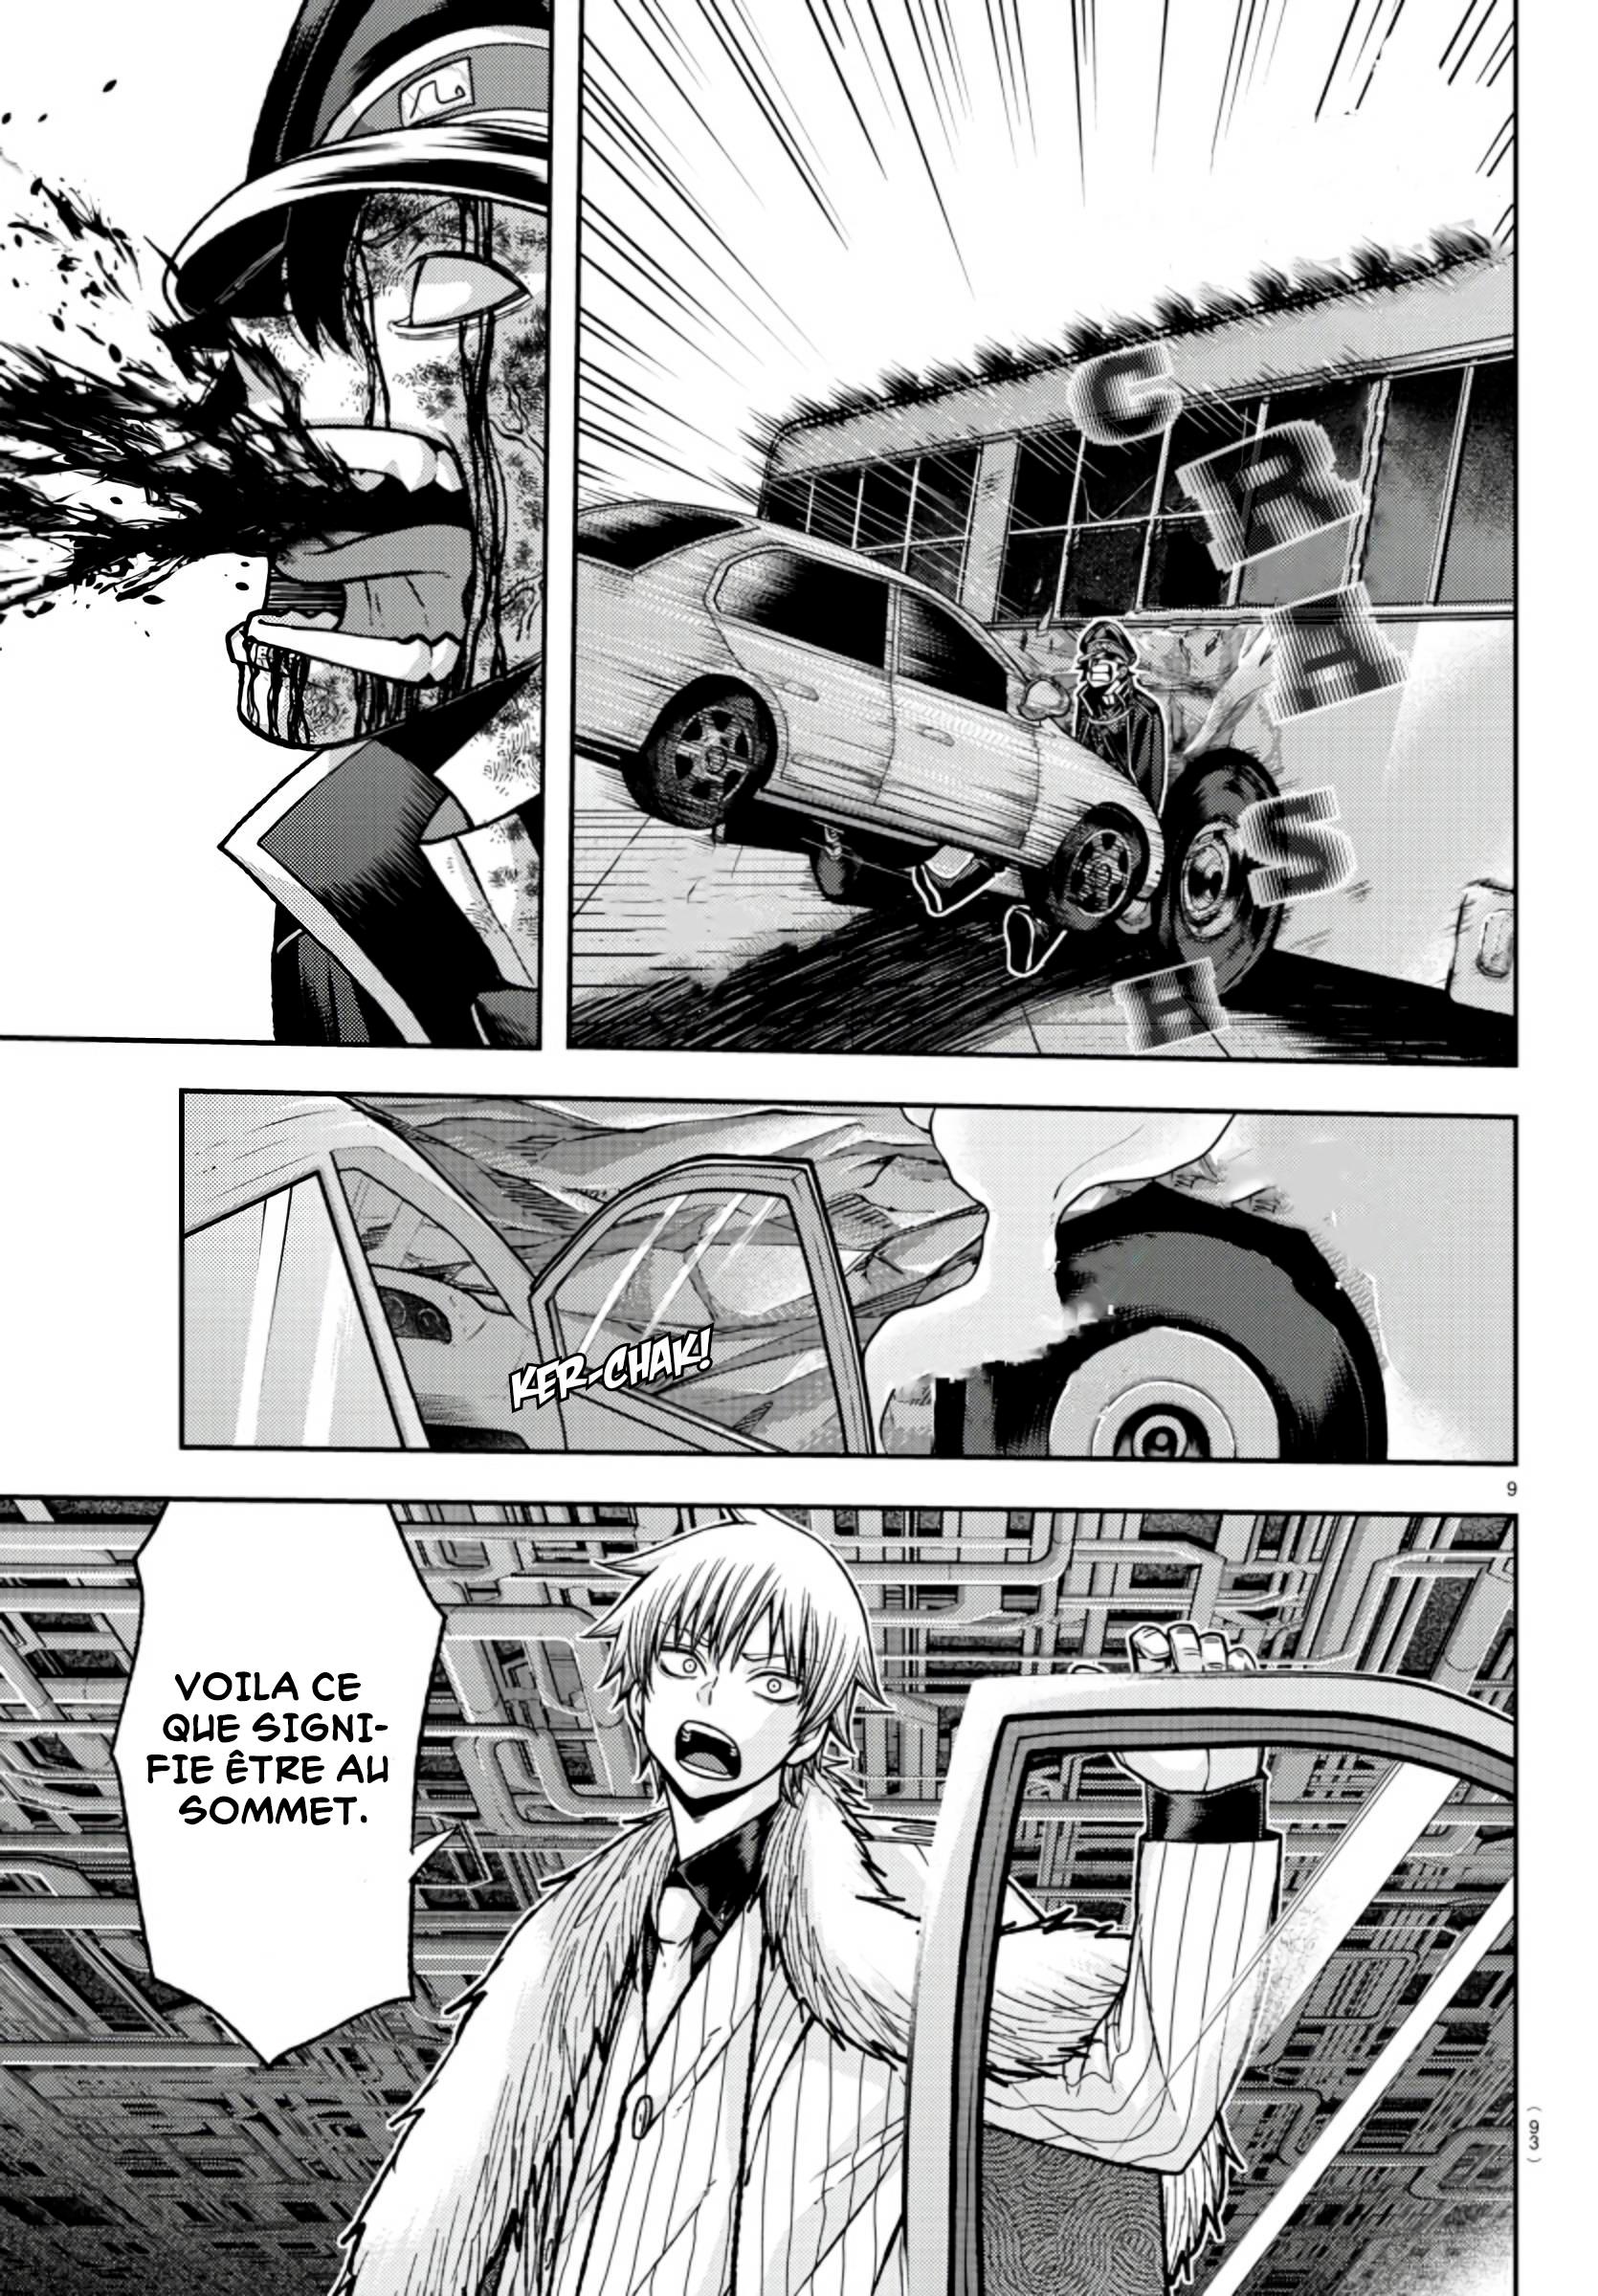 CRASH
KER-CHAK!
9
VOILA CE
QUE SIGNI-
FIE ÊTRE AU
SOMMET.
(93)